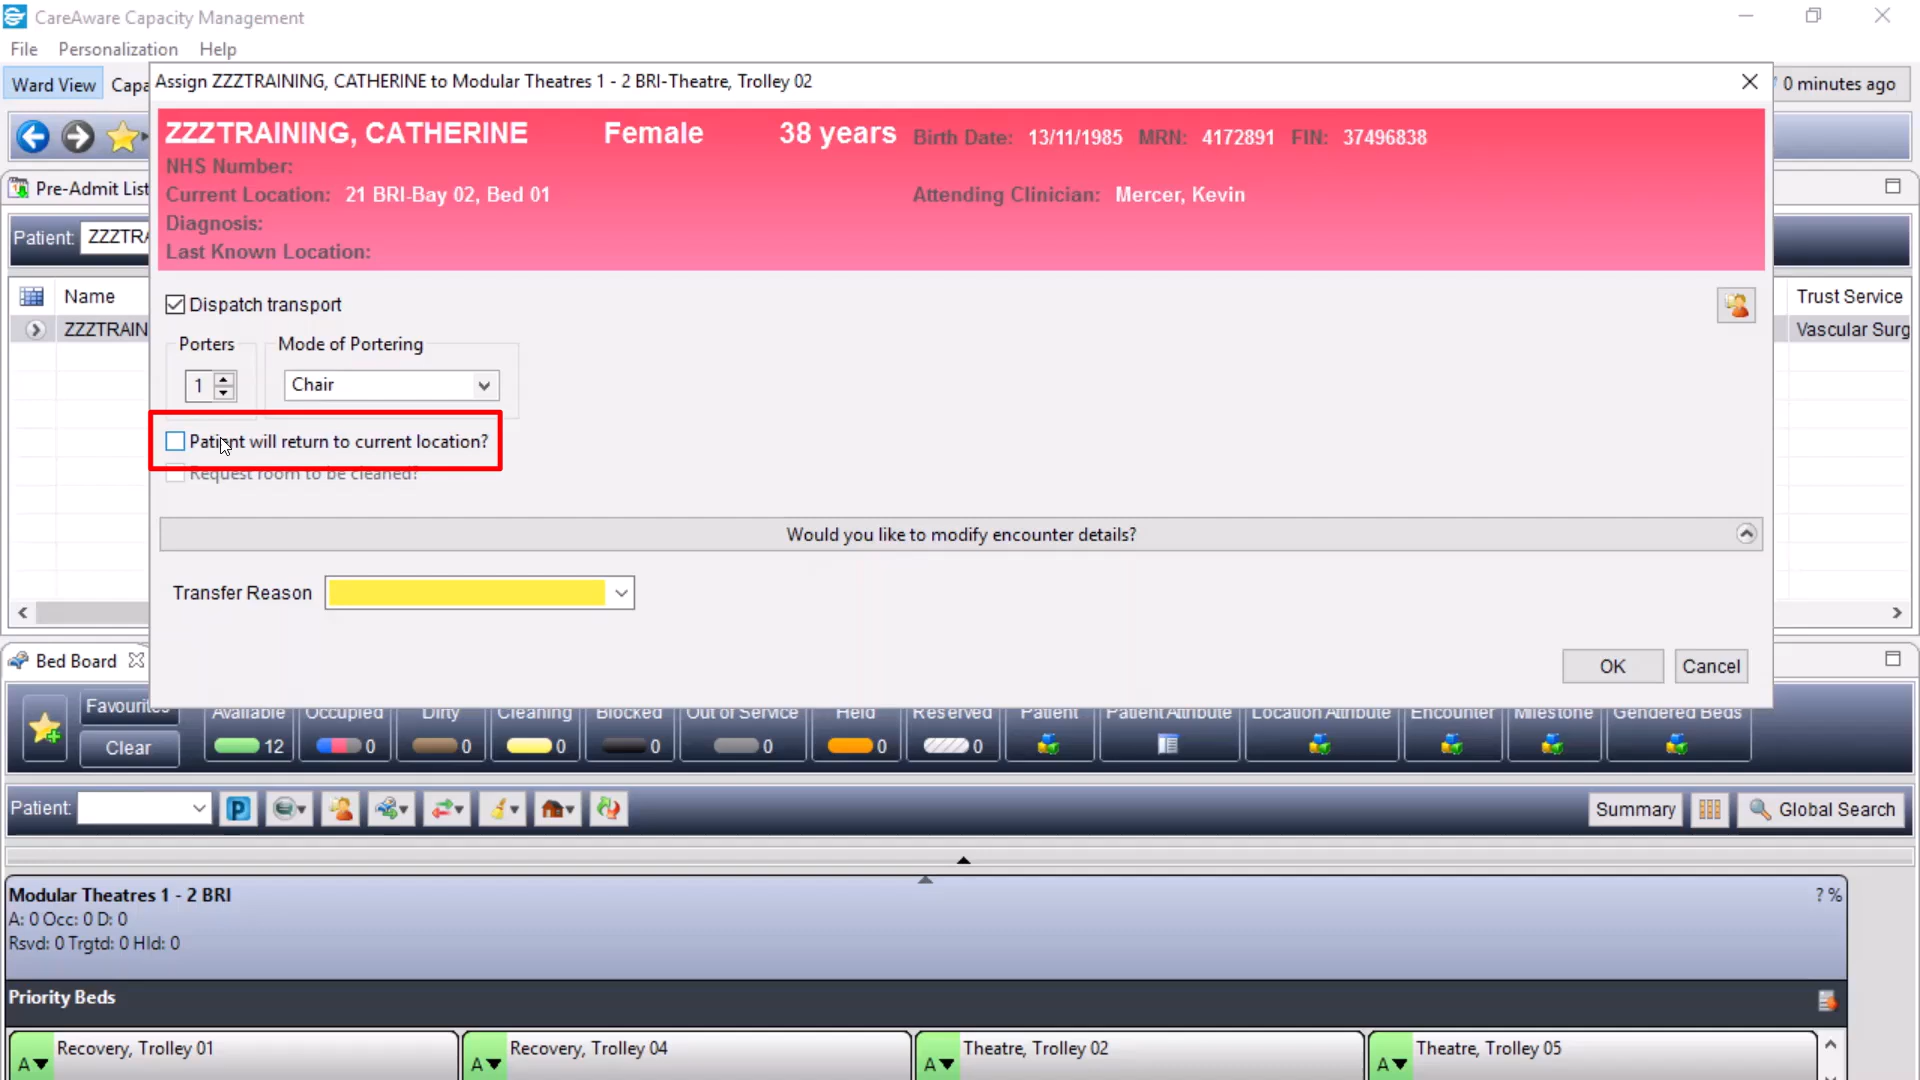 CareAware Capacity Management
File Personalization Help
Ward View Capa
0 minutes ago
Assign ZZZTRAINING, CATHERINE to Modular Theatres 1 - 2 BRI-Theatre, Trolley 02
ZZZTRAINING, CATHERINE Female 38 years Birth Date: 13/11/1985 MRN: 4172891 FIN: 37496838
NHS Number:
Current Location: 21 BRI-Bay 02, Bed 01 Attending Clinician: Mercer, Kevin
Diagnosis:
Last Known Location:
Pre-Admit List
Patient: ZZZTRA
Name Trust Service
ZZZTRAIN Vascular Surg
Dispatch transport
Porters Mode of Portering
1 Chair
Patient will return to current location?
Request room to be cleaned?
Would you like to modify encounter details?
Transfer Reason
OK Cancel
Bed Board
Favourites Available Occupied Dirty Cleaning Blocked Out of Service Held Reserved Patient Patient Attribute Location Attribute Encounter Milestone Gendered Beds
Clear 12 0 0 0 0 0 0 0
Patient: P Summary Global Search
Modular Theatres 1 - 2 BRI ? %
A: 0 Occ: 0 D: 0
Rsvd: 0 Trgtd: 0 Hld: 0
Priority Beds
A Recovery, Trolley 01 A Recovery, Trolley 04 A Theatre, Trolley 02 A Theatre, Trolley 05